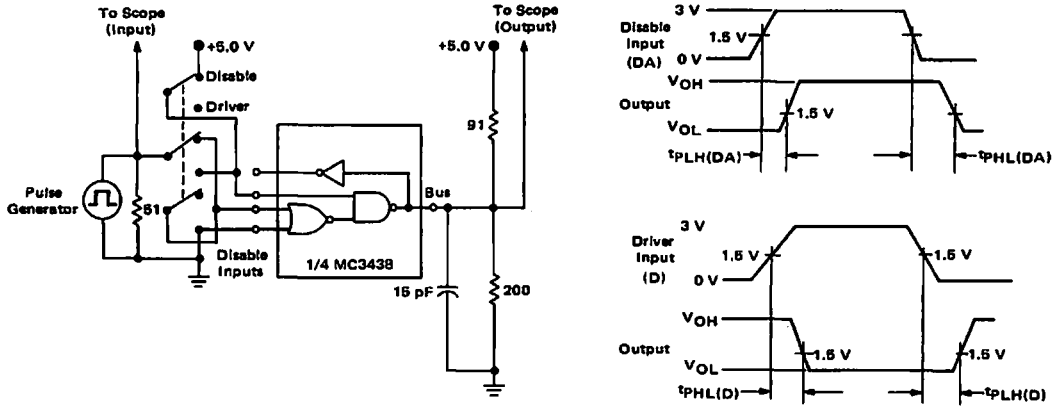 To Scope
(Input)
+5.0 V
Disable
Driver
Pulse
Generator
51
Disable
Inputs
1/4 MC3438
Bus
To Scope
(Output)
+5.0 V
91
15 pF
200
Disable
Input
(DA)
3 V
1.5 V
0 V
Output
VOH
VOL
1.5 V
tPLH(DA)
tPHL(DA)
Driver
Input
(D)
3 V
1.5 V
0 V
1.5 V
Output
VOH
VOL
1.5 V
1.5 V
tPHL(D)
tPLH(D)